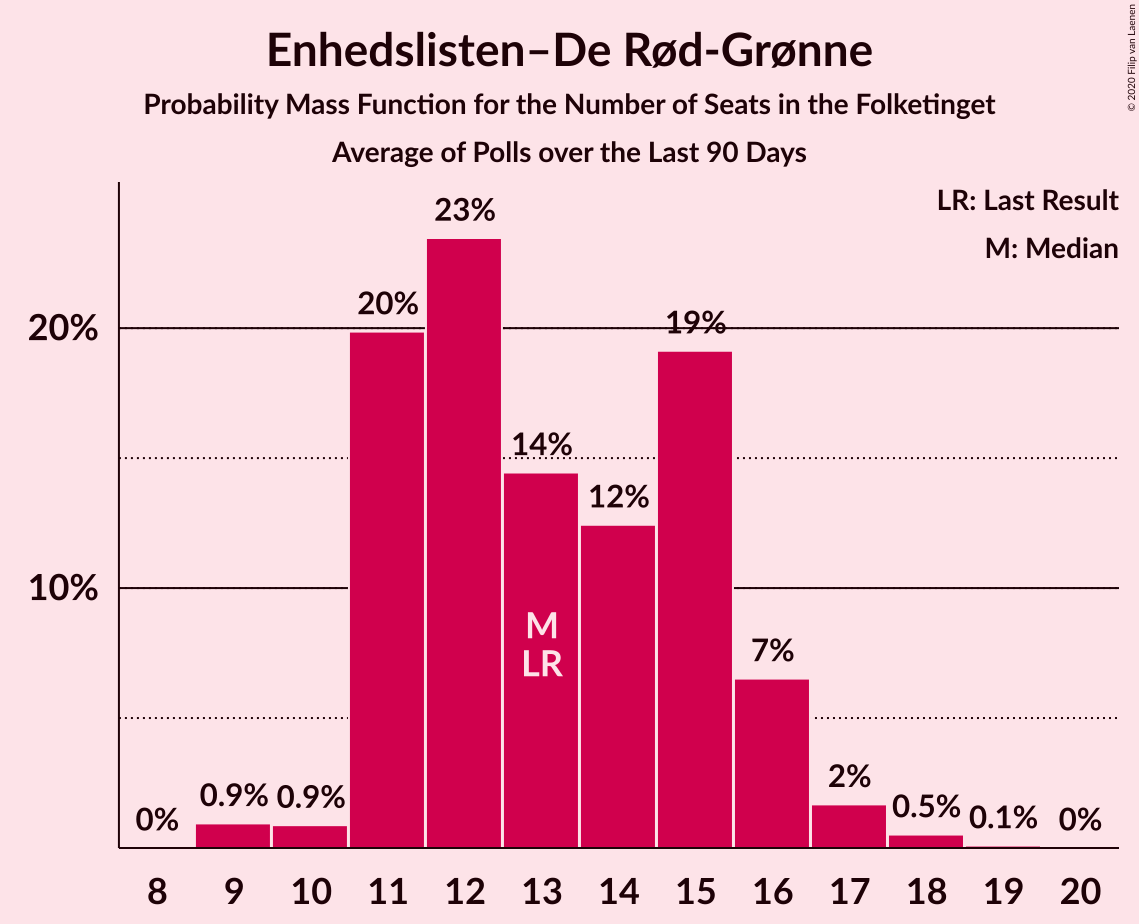 Enhedslisten–De Rød-Grønne
Probability Mass Function for the Number of Seats in the Folketinget
Average of Polls over the Last 90 Days
© 2020 Filip van Laenen
LR: Last Result
M: Median
20%
10%
0%
0.9%
0.9%
20%
23%
14%
12%
19%
7%
2%
0.5%
0.1%
0%
M
LR
8 9 10 11 12 13 14 15 16 17 18 19 20